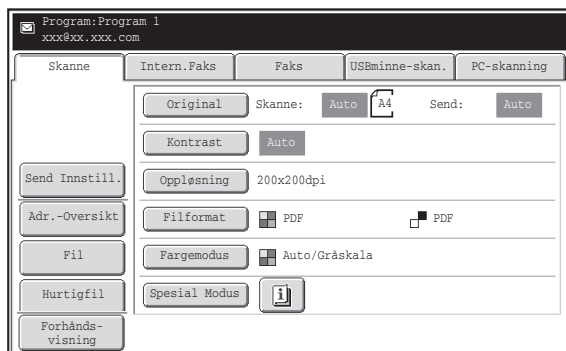 Program:Program 1
xxx@xx.xxx.com
Skanne
Intern.Faks
Faks
USBminne-skan.
PC-skanning
Original
Skanne:
Auto
A4
Send:
Auto
Kontrast
Auto
Send Innstill.
Oppløsning
200x200dpi
Adr.-Oversikt
Filformat
PDF
PDF
Fil
Fargemodus
Auto/Gråskala
Hurtigfil
Spesial Modus
Forhånds-
visning